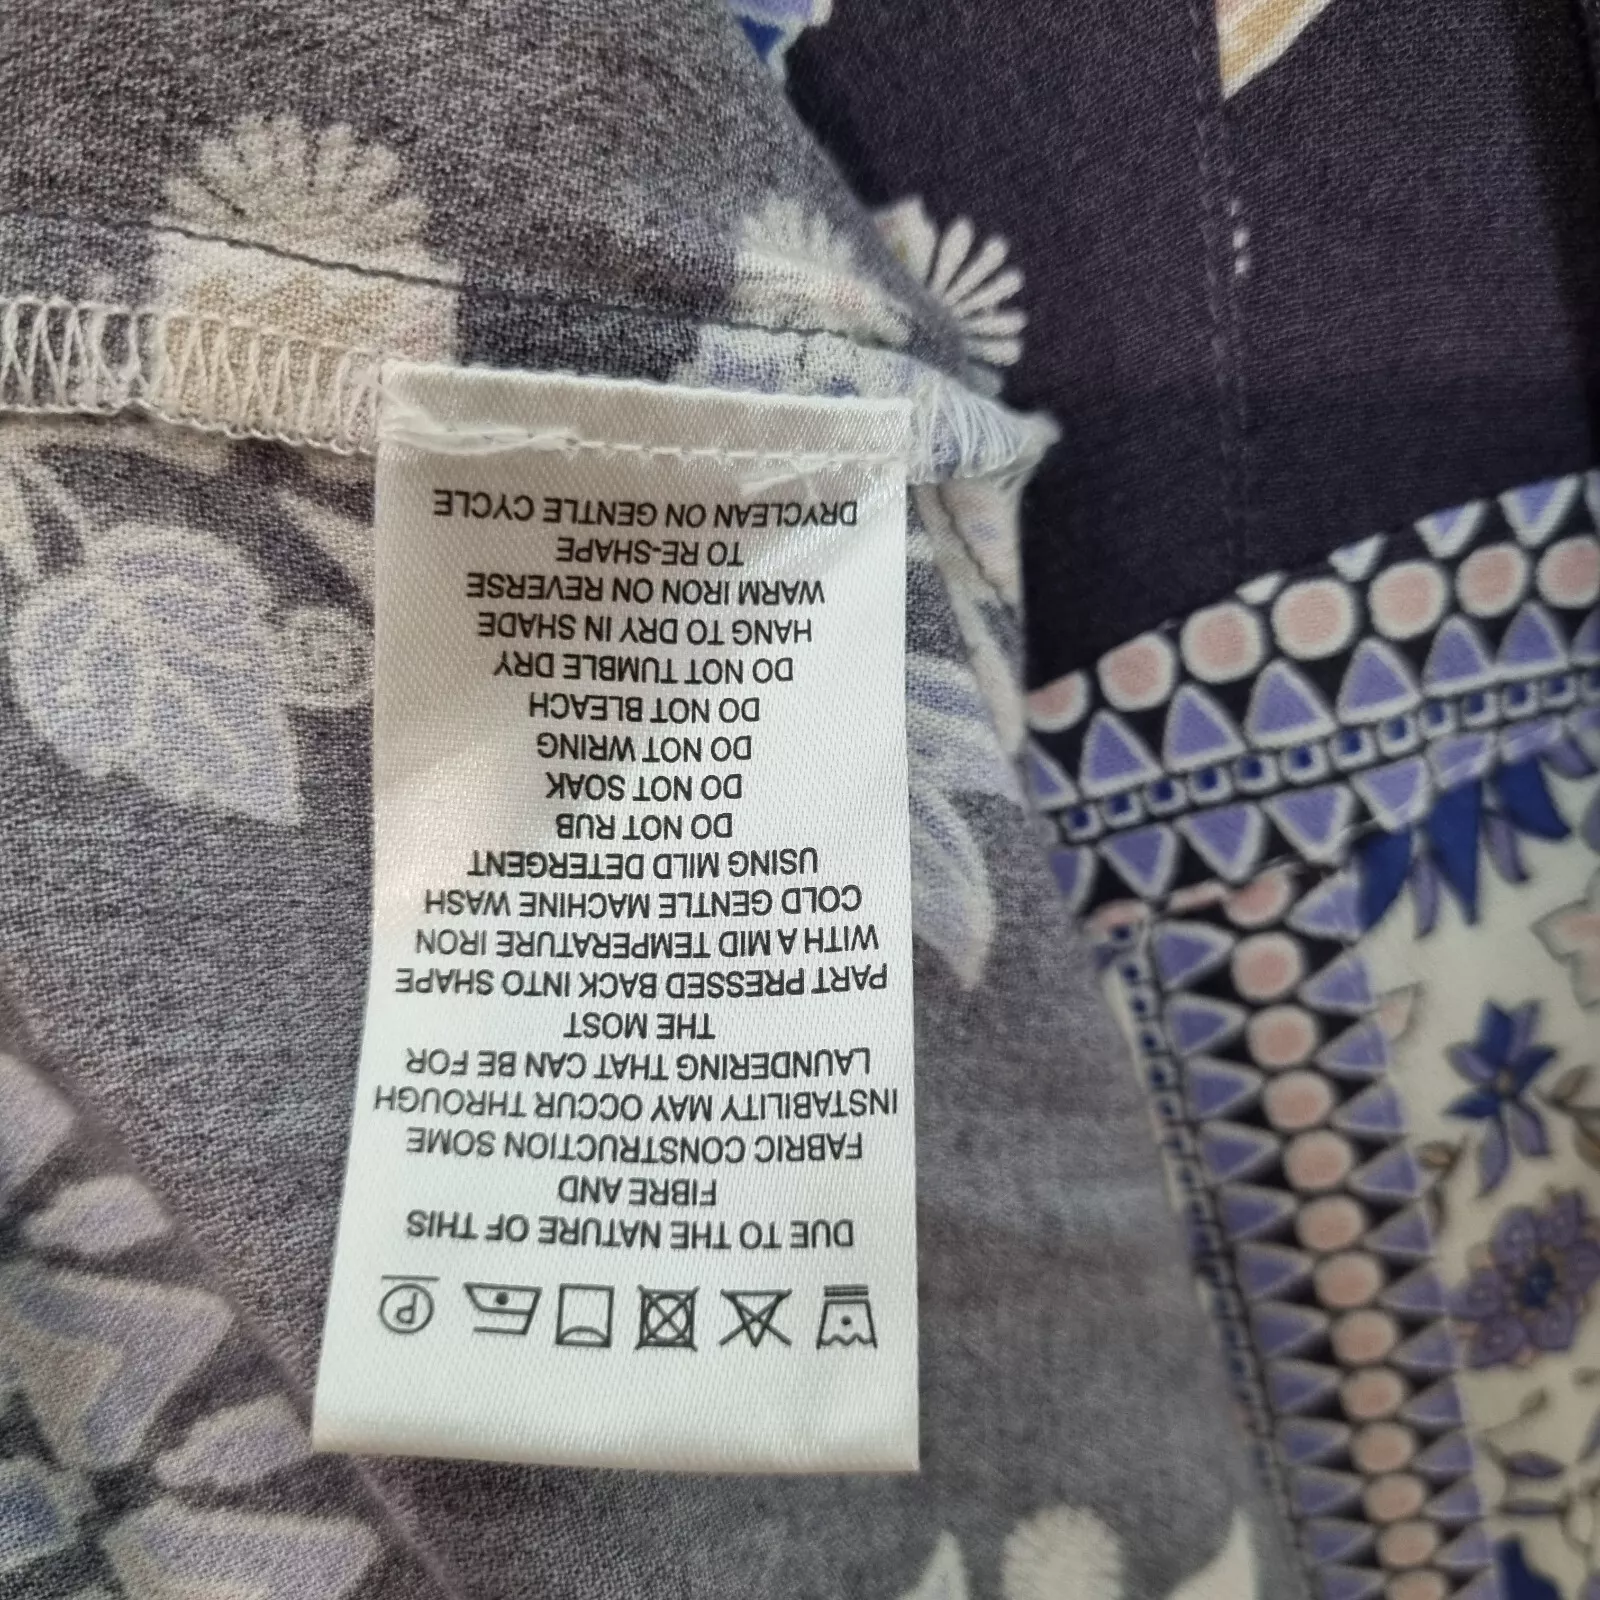 DUE TO THE NATURE OF THIS
FIBRE AND
FABRIC CONSTRUCTION SOME
INSTABILITY MAY OCCUR THROUGH
LAUNDERING THAT CAN BE FOR
THE MOST
PART PRESSED BACK INTO SHAPE
WITH A MID TEMPERATURE IRON
COLD GENTLE MACHINE WASH
USING MILD DETERGENT
DO NOT RUB
DO NOT SOAK
DO NOT WRING
DO NOT BLEACH
DO NOT TUMBLE DRY
HANG TO DRY IN SHADE
WARM IRON ON REVERSE
TO RE-SHAPE
DRYCLEAN ON GENTLE CYCLE